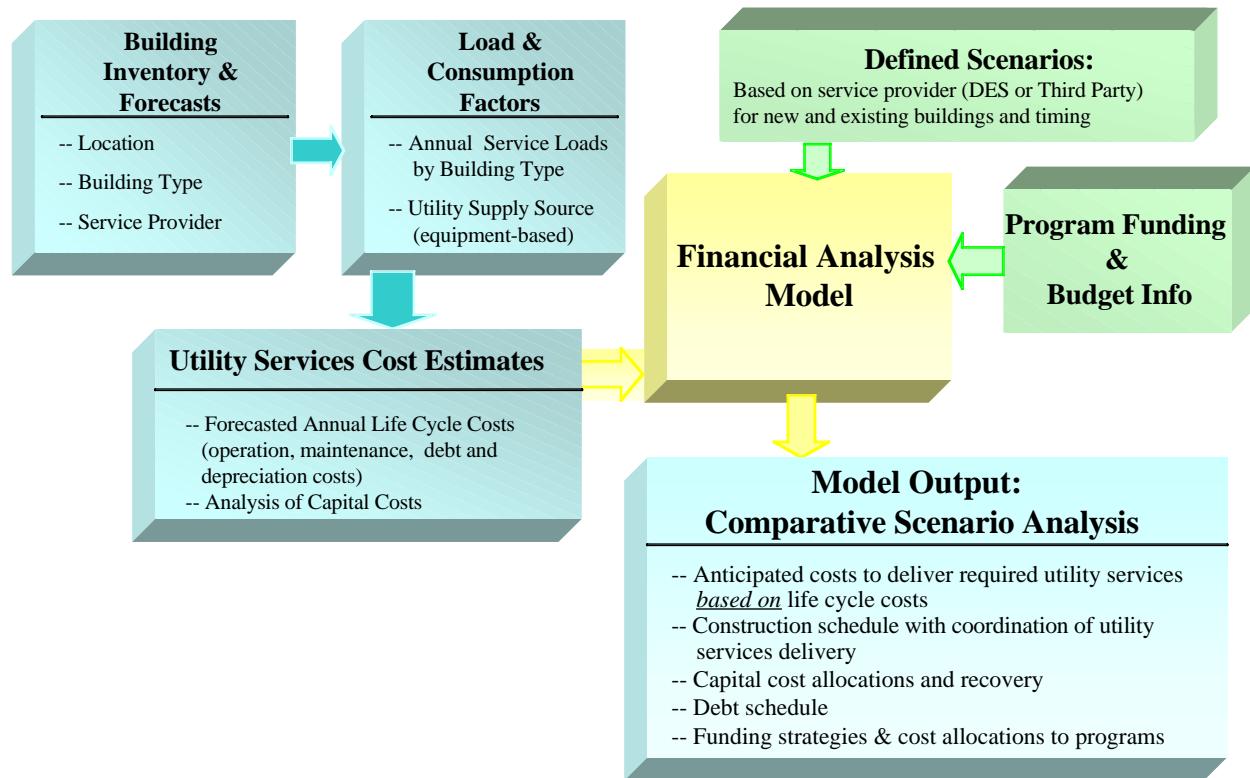 Building
Inventory &
Forecasts
-- Location
-- Building Type
-- Service Provider
Load &
Consumption
Factors
-- Annual Service Loads
by Building Type
-- Utility Supply Source
(equipment-based)
Defined Scenarios:
Based on service provider (DES or Third Party)
for new and existing buildings and timing
Financial Analysis
Model
Program Funding
&
Budget Info
Utility Services Cost Estimates
-- Forecasted Annual Life Cycle Costs
(operation, maintenance, debt and
depreciation costs)
-- Analysis of Capital Costs
Model Output:
Comparative Scenario Analysis
-- Anticipated costs to deliver required utility services
based on life cycle costs
-- Construction schedule with coordination of utility
services delivery
-- Capital cost allocations and recovery
-- Debt schedule
-- Funding strategies & cost allocations to programs